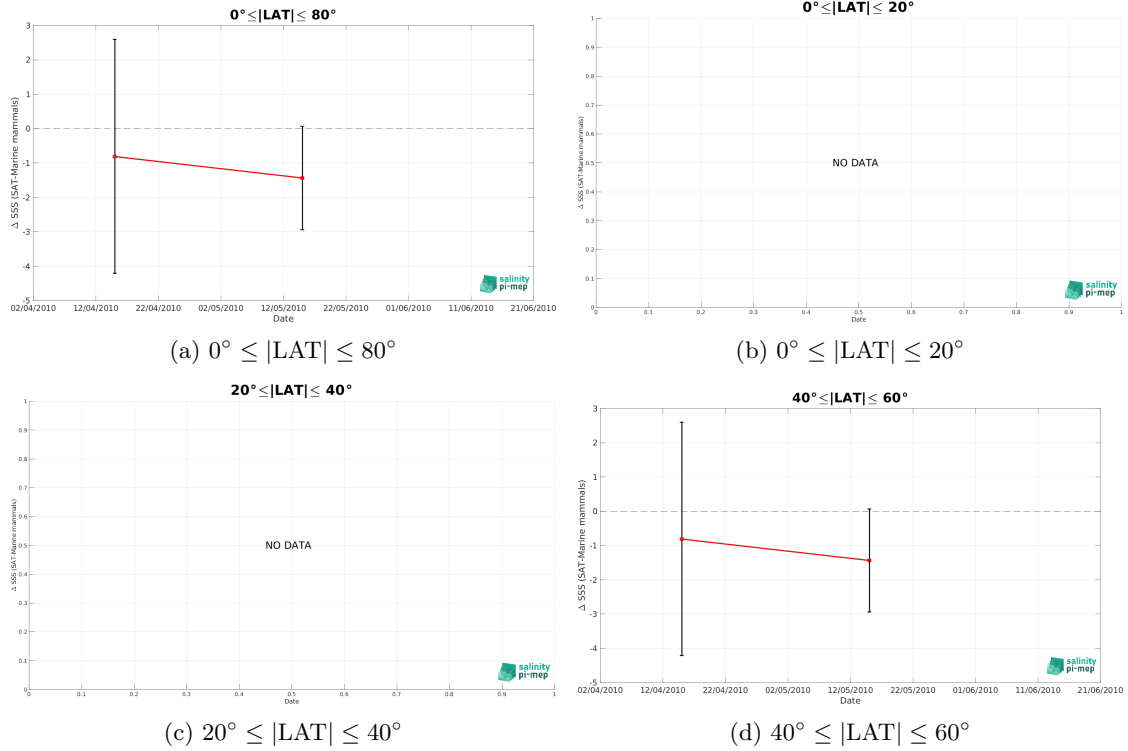 0°≤|LAT|≤ 80°
3
2
1
0
-1
-2
-3
-4
-5
Δ SSS (SAT-Marine mammals)
02/04/2010 12/04/2010 22/04/2010 02/05/2010 12/05/2010 22/05/2010 01/06/2010 11/06/2010 21/06/2010
Date
salinity
pi-mep
(a) 0° ≤ |LAT| ≤ 80°
0°≤|LAT|≤ 20°
1
0.9
0.8
0.7
0.6
0.5
0.4
0.3
0.2
0.1
0
Δ SSS (SAT-Marine mammals)
NO DATA
0 0.1 0.2 0.3 0.4 0.5 0.6 0.7 0.8 0.9 1
Date
salinity
pi-mep
(b) 0° ≤ |LAT| ≤ 20°
20°≤|LAT|≤ 40°
1
0.9
0.8
0.7
0.6
0.5
0.4
0.3
0.2
0.1
0
Δ SSS (SAT-Marine mammals)
NO DATA
0 0.1 0.2 0.3 0.4 0.5 0.6 0.7 0.8 0.9 1
Date
salinity
pi-mep
(c) 20° ≤ |LAT| ≤ 40°
40°≤|LAT|≤ 60°
3
2
1
0
-1
-2
-3
-4
-5
Δ SSS (SAT-Marine mammals)
02/04/2010 12/04/2010 22/04/2010 02/05/2010 12/05/2010 22/05/2010 01/06/2010 11/06/2010 21/06/2010
Date
salinity
pi-mep
(d) 40° ≤ |LAT| ≤ 60°